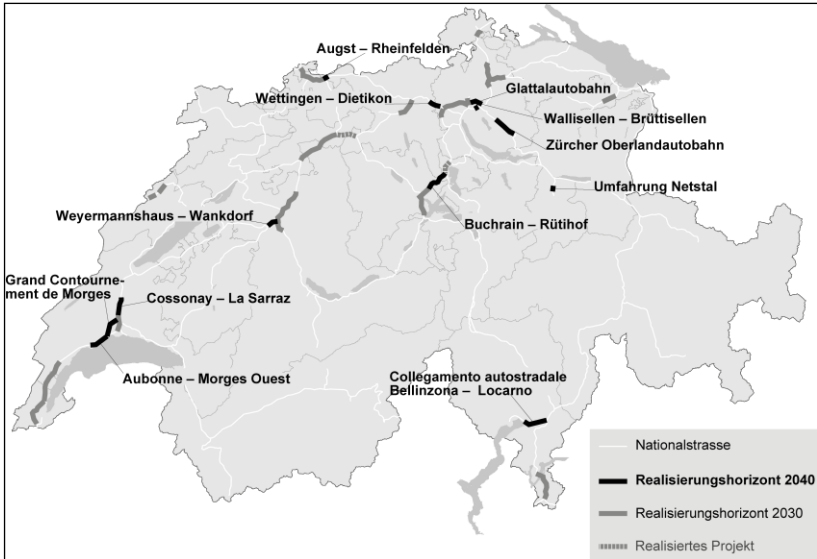 Augst – Rheinfelden
Wettingen – Dietikon
Glattalautobahn
Wallisellen – Brüttisellen
Zürcher Oberlandautobahn
Umfahrung Netstal
Weyermannshaus – Wankdorf
Buchrain – Rütihof
Grand Contourne-
ment de Morges
Cossonay – La Sarraz
Aubonne – Morges Ouest
Collegamento autostradale
Bellinzona – Locarno
Nationalstrasse
Realisierungshorizont 2040
Realisierungshorizont 2030
Realisiertes Projekt